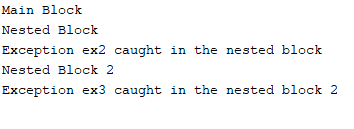 Main Block
Nested Block
Exception ex2 caught in the nested block
Nested Block 2
Exception ex3 caught in the nested block 2